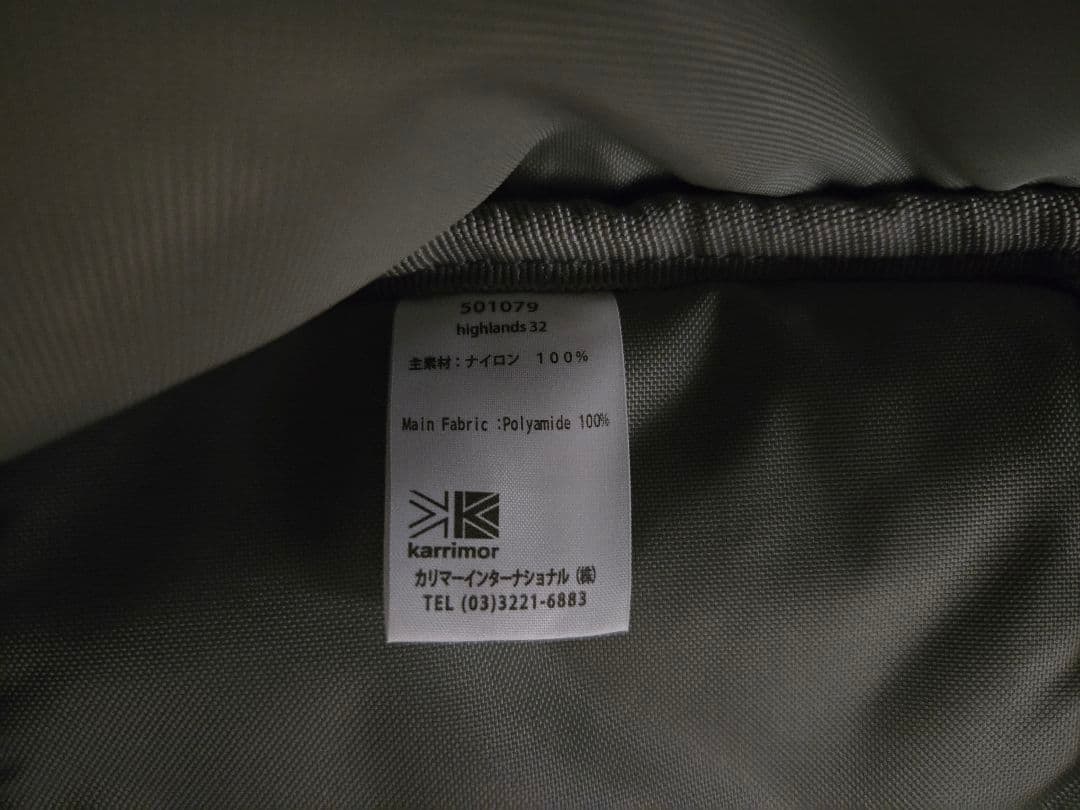 501079
highlands 32
主素材：ナイロン 100%
Main Fabric :Polyamide 100%
karrimor
カリマーインターナショナル（株）
TEL (03)3221-6883